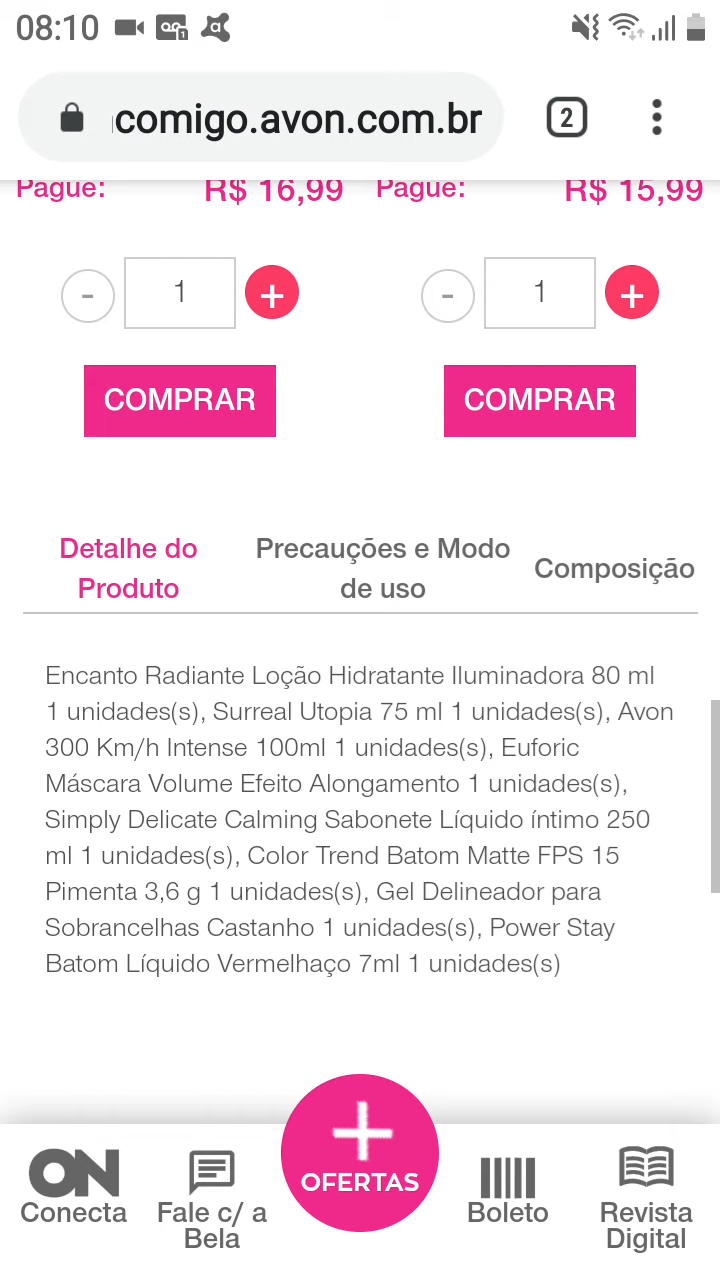 08:10
comigo.avon.com.br
2
Pague: R$ 16,99 Pague: R$ 15,99
- 1 + - 1 +
COMPRAR COMPRAR
Detalhe do Produto
Precauções e Modo de uso
Composição
Encanto Radiante Loção Hidratante Iluminadora 80 ml
1 unidades(s), Surreal Utopia 75 ml 1 unidades(s), Avon
300 Km/h Intense 100ml 1 unidades(s), Euforic
Máscara Volume Efeito Alongamento 1 unidades(s),
Simply Delicate Calming Sabonete Líquido íntimo 250
ml 1 unidades(s), Color Trend Batom Matte FPS 15
Pimenta 3,6 g 1 unidades(s), Gel Delineador para
Sobrancelhas Castanho 1 unidades(s), Power Stay
Batom Líquido Vermelhaço 7ml 1 unidades(s)
ON
Conecta
Fale c/ a
Bela
+
OFERTAS
Boleto
Revista
Digital